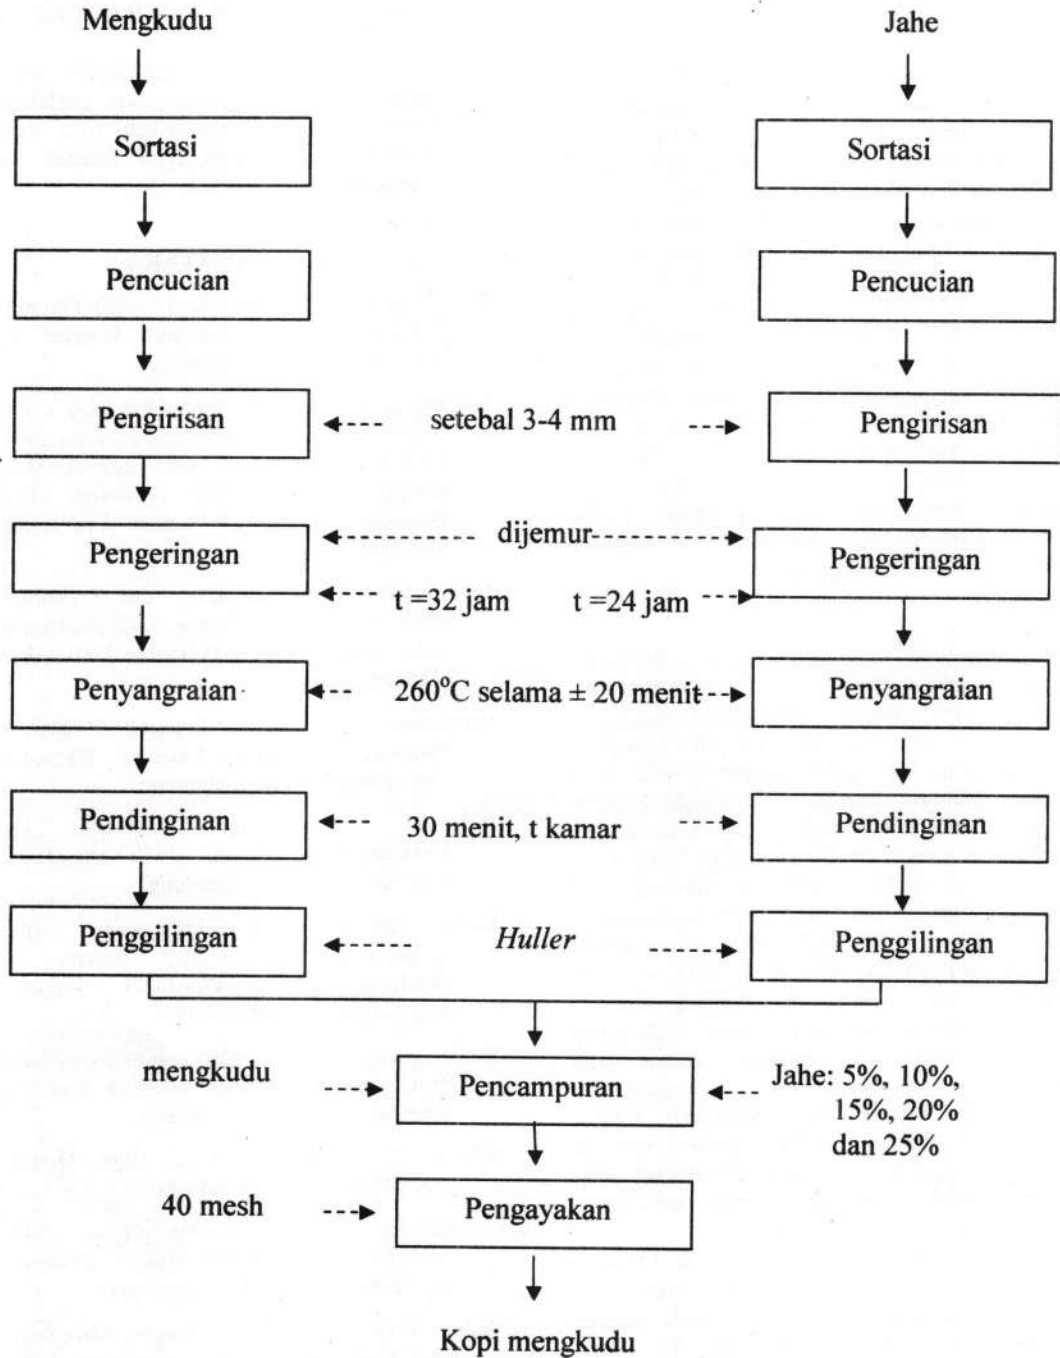 Mengkudu
Jahe
Sortasi
Sortasi
Pencucian
Pencucian
Pengirisan
setebal 3-4 mm
Pengirisan
Pengeringan
dijemur
Pengeringan
t =32 jam
t =24 jam
Penyangraian
260°C selama ± 20 menit
Penyangraian
Pendinginan
30 menit, t kamar
Pendinginan
Penggilingan
Huller
Penggilingan
mengkudu
Pencampuran
Jahe: 5%, 10%,
15%, 20%
dan 25%
40 mesh
Pengayakan
Kopi mengkudu